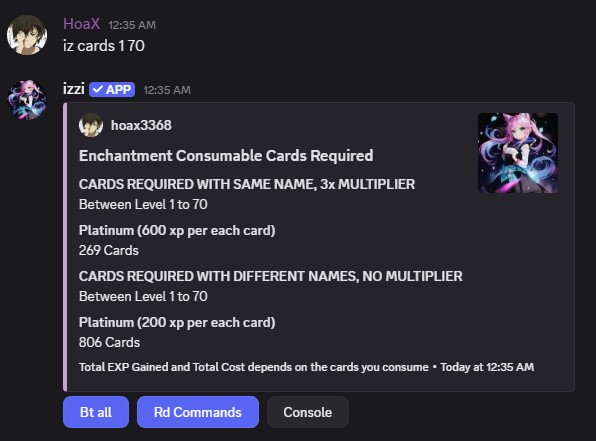 HoaX 12:35 AM
iz cards 1 70
izzi ✓ APP 12:35 AM
hoax3368
Enchantment Consumable Cards Required
CARDS REQUIRED WITH SAME NAME, 3x MULTIPLIER
Between Level 1 to 70
Platinum (600 xp per each card)
269 Cards
CARDS REQUIRED WITH DIFFERENT NAMES, NO MULTIPLIER
Between Level 1 to 70
Platinum (200 xp per each card)
806 Cards
Total EXP Gained and Total Cost depends on the cards you consume • Today at 12:35 AM
Bt all Rd Commands Console